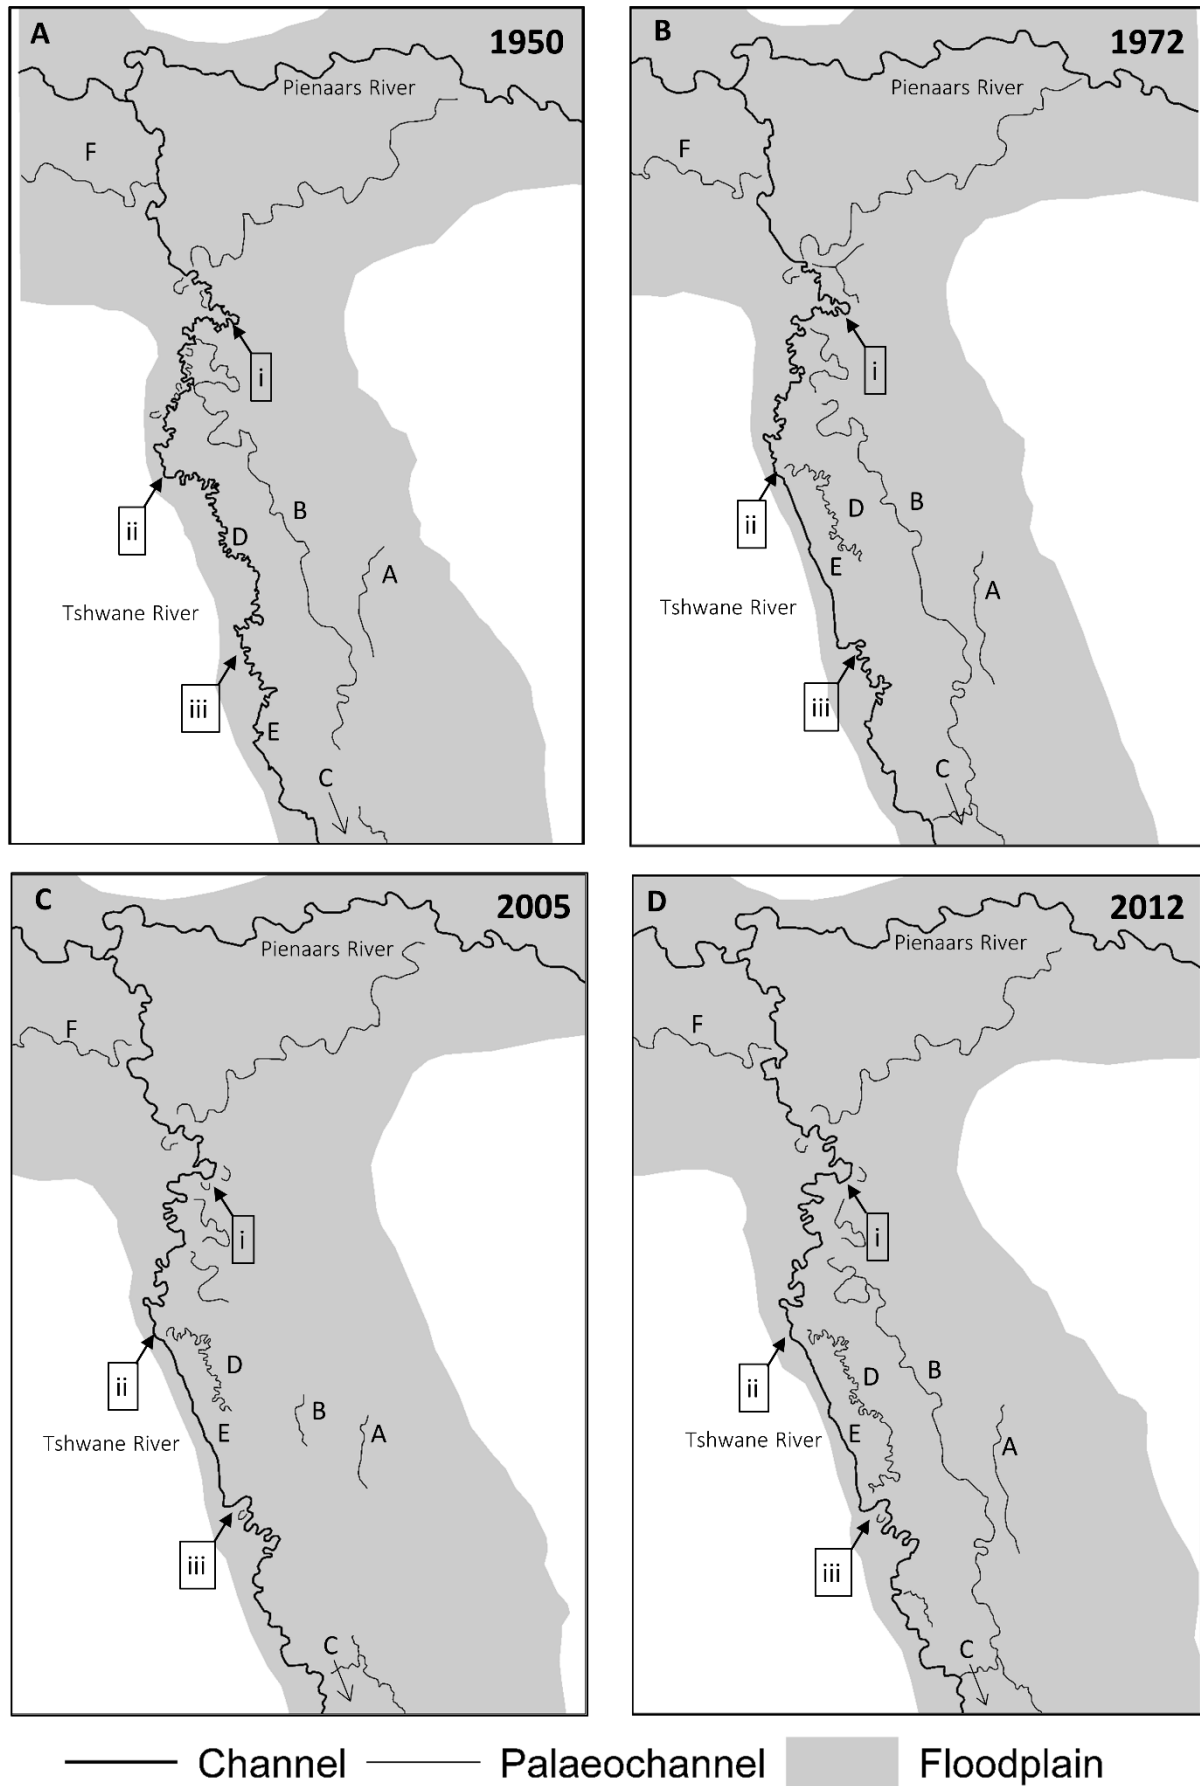 A
1950
Pienaars River
F
i
B
ii
D
A
Tshwane River
iii
E
C
B
1972
Pienaars River
F
i
B
ii
D
E
A
Tshwane River
iii
C
C
2005
Pienaars River
F
i
D
ii
B
E
A
Tshwane River
iii
C
D
2012
Pienaars River
F
i
B
D
ii
E
A
Tshwane River
iii
C
Channel Palaeochannel Floodplain